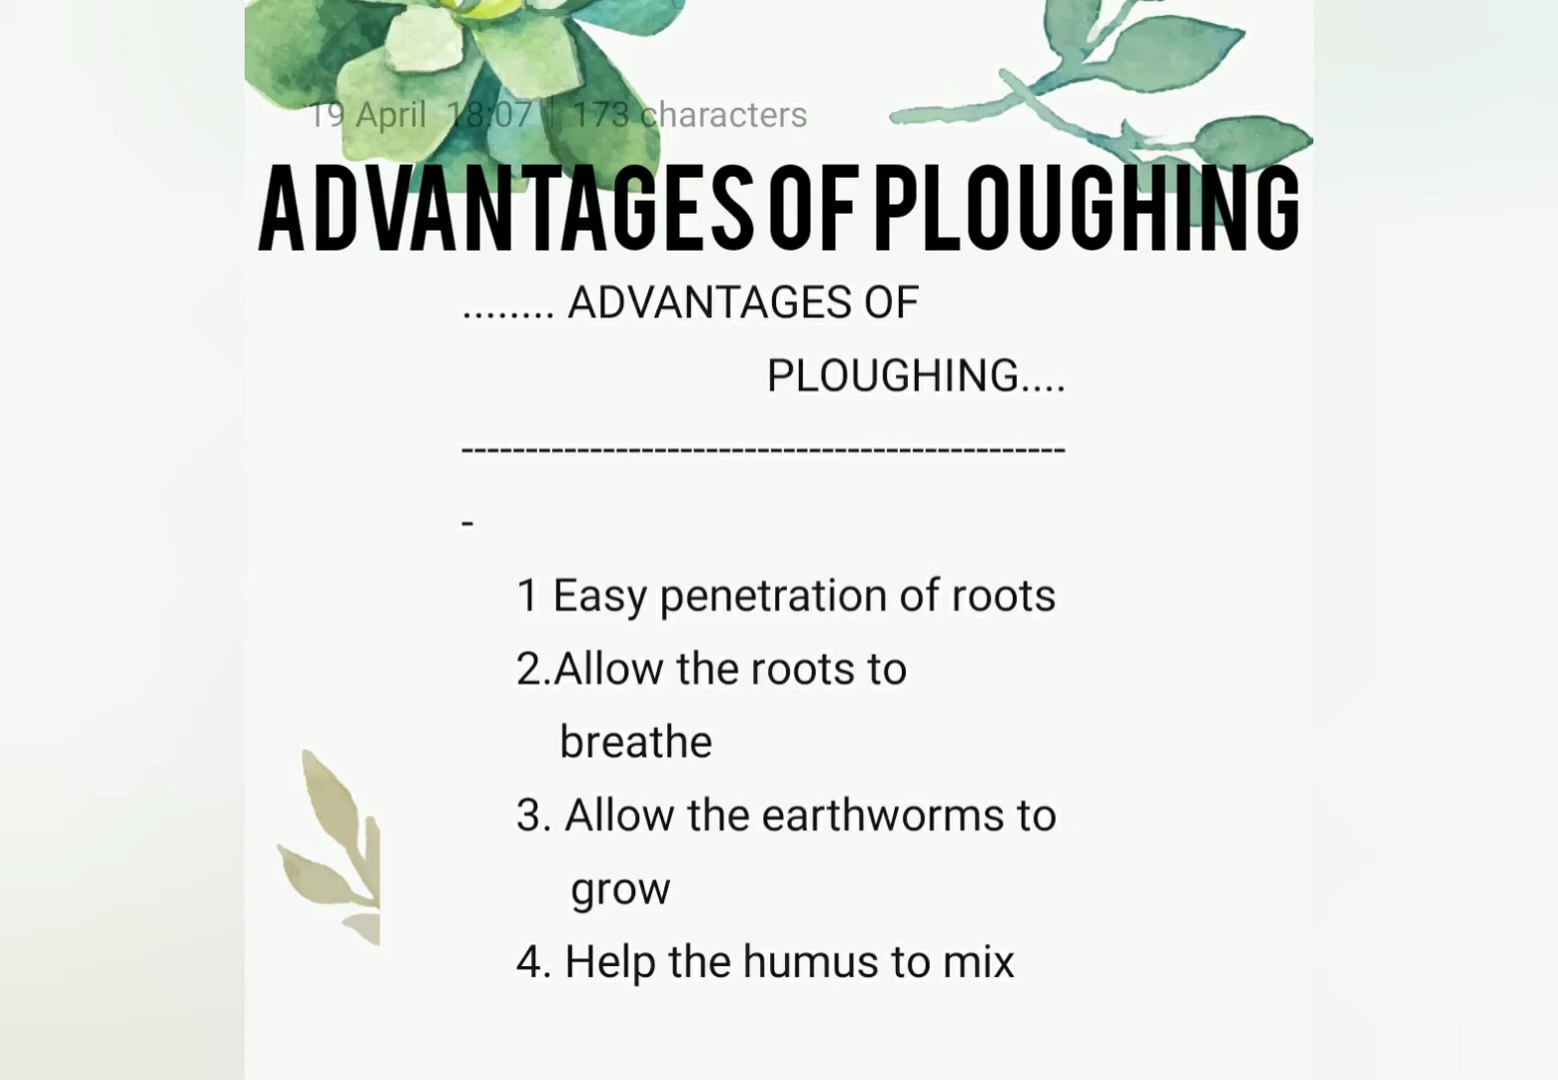 19 April 18:07 | 173 characters
ADVANTAGES OF PLOUGHING
........ ADVANTAGES OF
PLOUGHING....
-----------------------------------------------
-
1 Easy penetration of roots
2.Allow the roots to
breathe
3. Allow the earthworms to
grow
4. Help the humus to mix